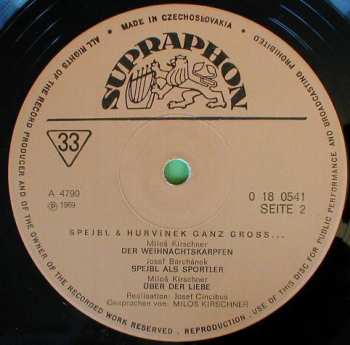 MADE IN CZECHOSLOVAKIA
ALL RIGHTS OF THE RECORD PRODUCER AND OF THE OWNER OF THE RECORDED WORK RESERVED · REPRODUCTION · USE OF THIS DISC FOR PUBLIC PERFORMANCE AND BROADCASTING PROHIBITED
SUPRAPHON
33
A 4790
℗ 1969
0 18 0541
SEITE 2
SPEJBL & HURVINEK GANZ GROSS...
Miloš Kirschner
DER WEIHNACHTSKARPFEN
Josef Barchánek
SPEJBL ALS SPORTLER
Miloš Kirschner
ÜBER DER LIEBE
Realisation: Josef Cincibus
Gesprochen von: MILOŠ KIRSCHNER